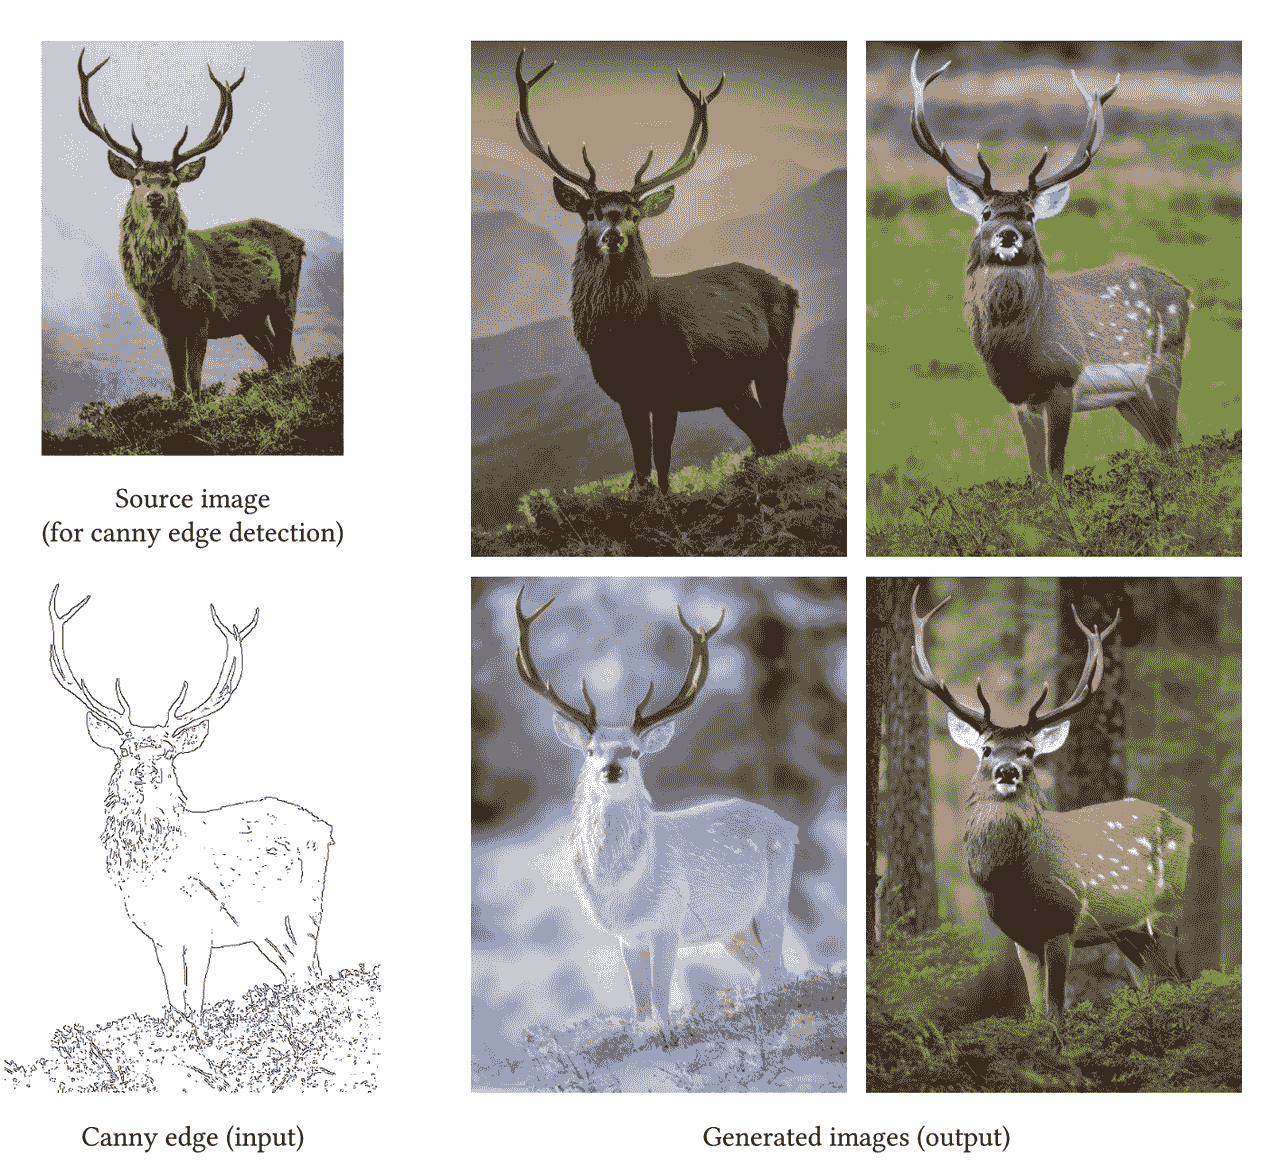 Source image
(for canny edge detection)
Canny edge (input)
Generated images (output)